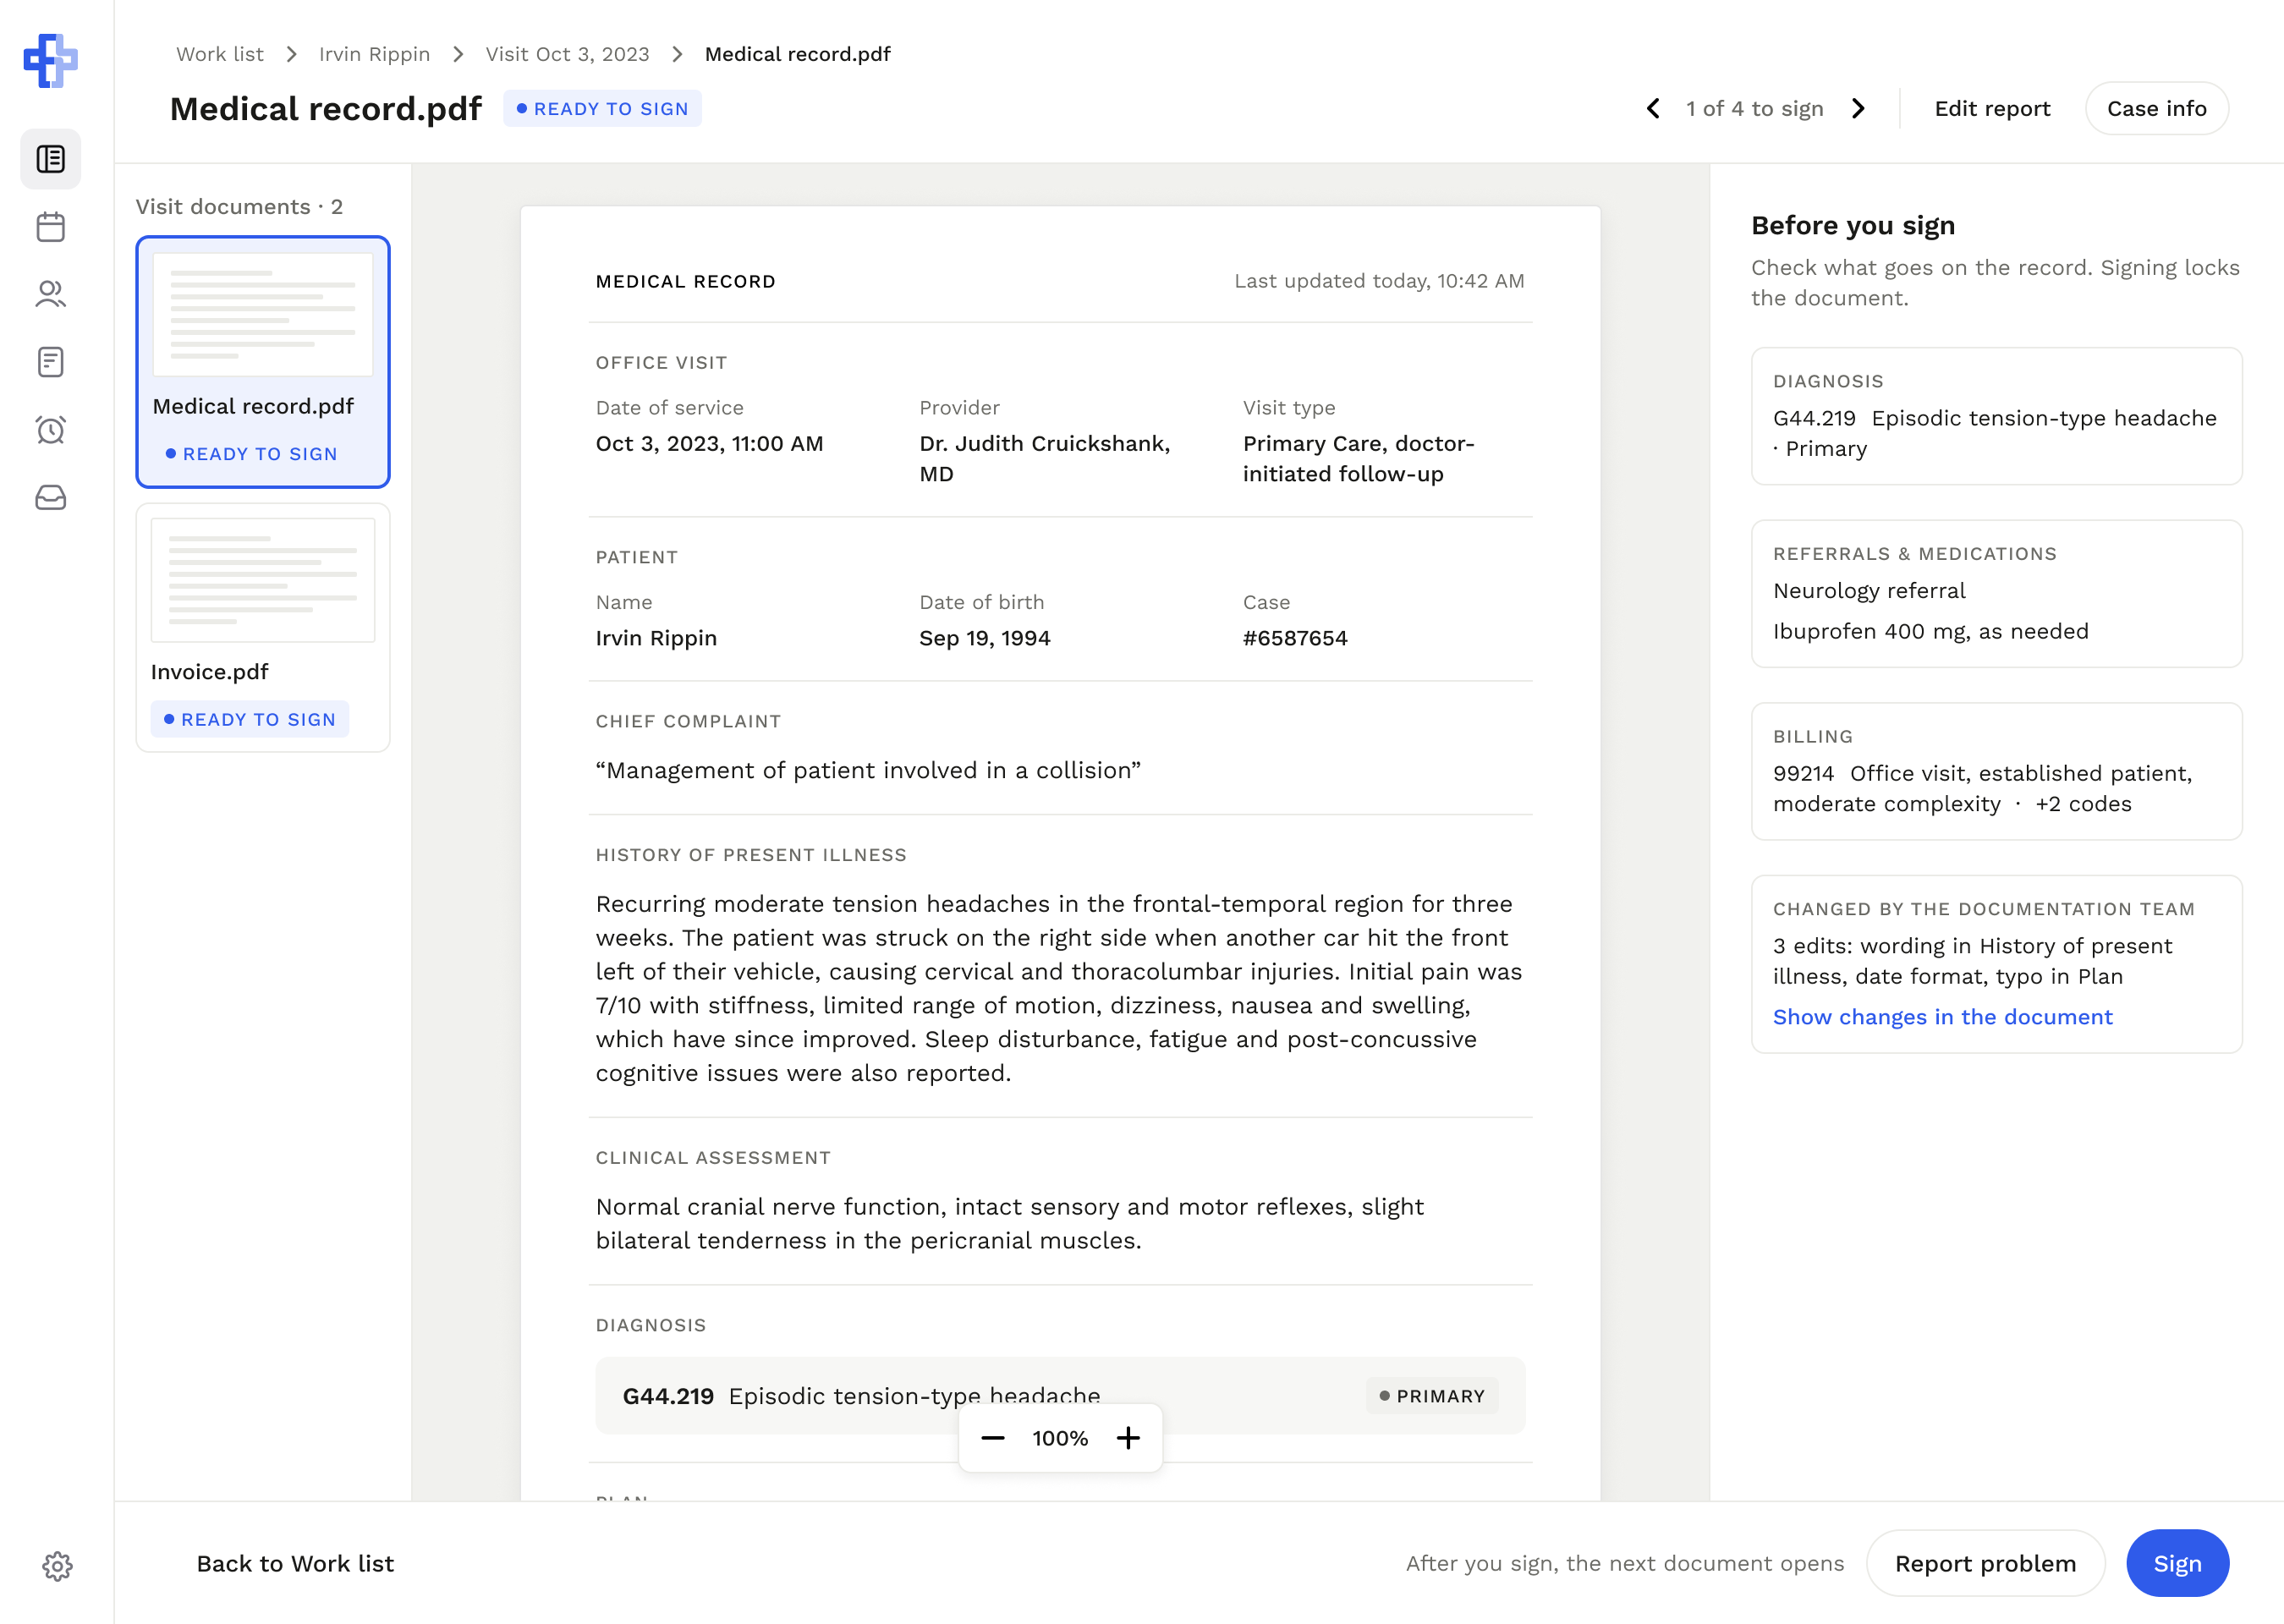 Work list > Irvin Rippin > Visit Oct 3, 2023 > Medical record.pdf
Medical record.pdf
READY TO SIGN
1 of 4 to sign
Edit report
Case info
Visit documents · 2
Medical record.pdf
READY TO SIGN
Invoice.pdf
READY TO SIGN
MEDICAL RECORD
Last updated today, 10:42 AM
OFFICE VISIT
Date of service
Oct 3, 2023, 11:00 AM
Provider
Dr. Judith Cruickshank,
MD
Visit type
Primary Care, doctor-
initiated follow-up
PATIENT
Name
Irvin Rippin
Date of birth
Sep 19, 1994
Case
#6587654
CHIEF COMPLAINT
“Management of patient involved in a collision”
HISTORY OF PRESENT ILLNESS
Recurring moderate tension headaches in the frontal-temporal region for three
weeks. The patient was struck on the right side when another car hit the front
left of their vehicle, causing cervical and thoracolumbar injuries. Initial pain was
7/10 with stiffness, limited range of motion, dizziness, nausea and swelling,
which have since improved. Sleep disturbance, fatigue and post-concussive
cognitive issues were also reported.
CLINICAL ASSESSMENT
Normal cranial nerve function, intact sensory and motor reflexes, slight
bilateral tenderness in the pericranial muscles.
DIAGNOSIS
G44.219 Episodic tension-type headache
PRIMARY
100%
PLAN
Before you sign
Check what goes on the record. Signing locks
the document.
DIAGNOSIS
G44.219 Episodic tension-type headache
· Primary
REFERRALS & MEDICATIONS
Neurology referral
Ibuprofen 400 mg, as needed
BILLING
99214 Office visit, established patient,
moderate complexity · +2 codes
CHANGED BY THE DOCUMENTATION TEAM
3 edits: wording in History of present
illness, date format, typo in Plan
Show changes in the document
Back to Work list
After you sign, the next document opens
Report problem
Sign